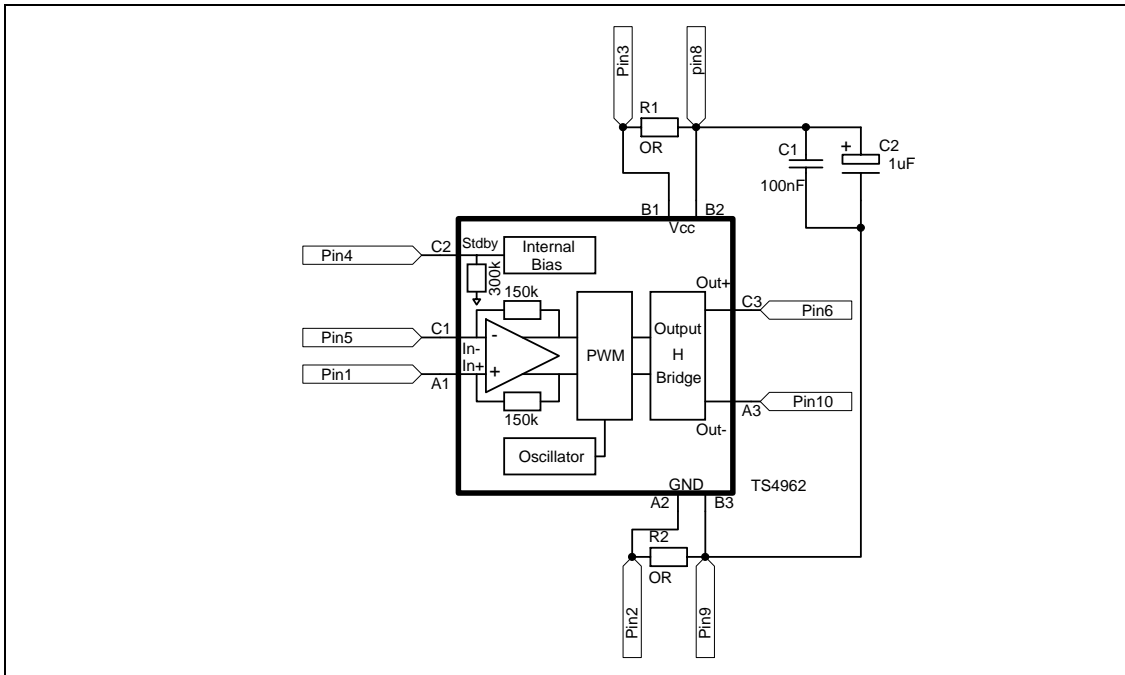 Pin3
pin8
R1
OR
C1
100nF
+
C2
1uF
B1
B2
Vcc
Pin4
C2
Stdby
Internal
Bias
300k
150k
Out+
Pin5
C1
In-
-
PWM
Output
H
Bridge
C3
Pin6
Pin1
A1
In+
+
150k
Oscillator
Out-
A3
Pin10
GND
A2
B3
TS4962
R2
OR
Pin2
Pin9